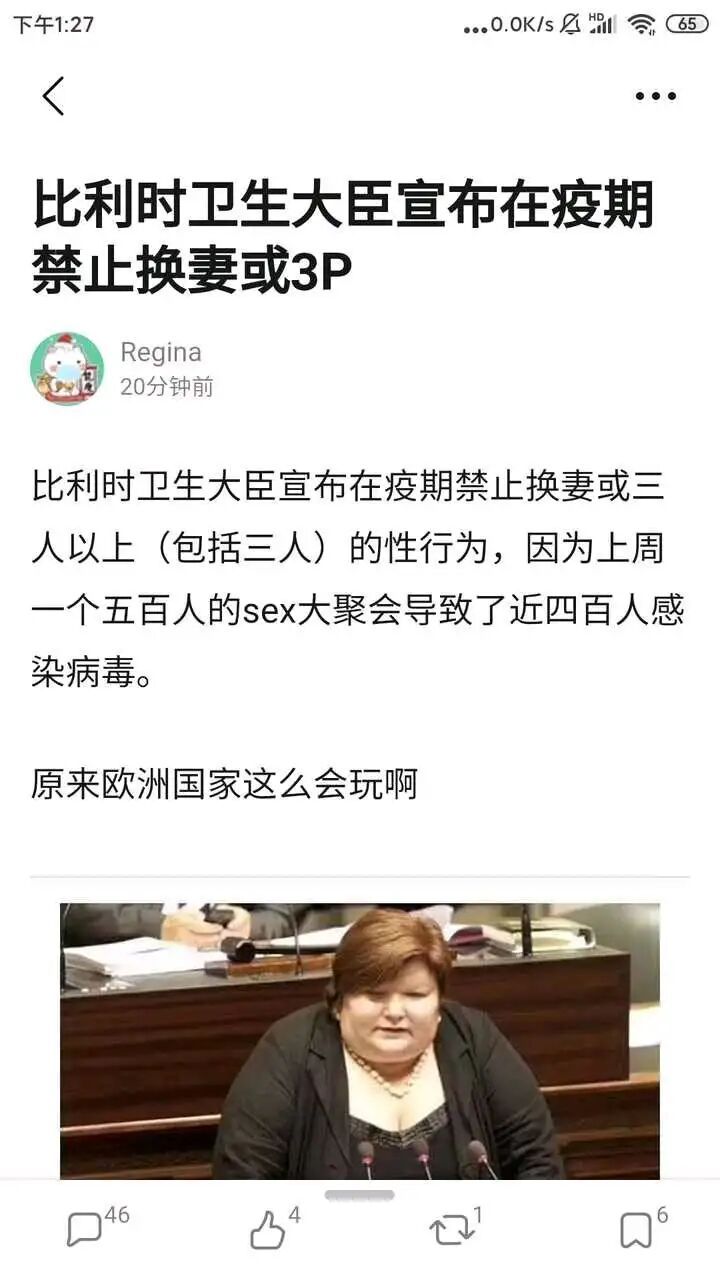 下午1:27
...0.0K/s HD 65
比利时卫生大臣宣布在疫期
禁止换妻或3P
Regina
20分钟前
比利时卫生大臣宣布在疫期禁止换妻或三
人以上（包括三人）的性行为，因为上周
一个五百人的sex大聚会导致了近四百人感
染病毒。
原来欧洲国家这么会玩啊
46 4 1 6